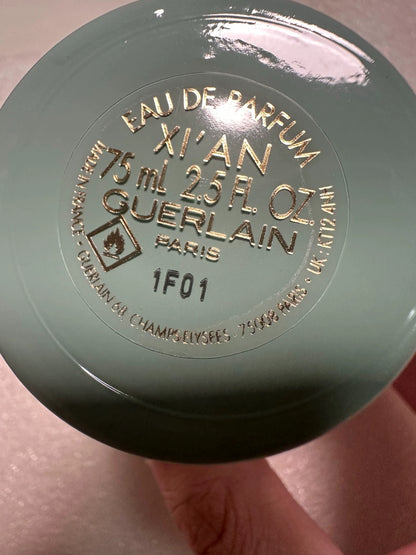 EAU DE PARFUM
XI'AN
75 mL 2.5 FL. OZ.
GUERLAIN
PARIS
1F01
MADE IN FRANCE · GUERLAIN 68, CHAMPS ELYSEES · 75008 PARIS · UK: KT12 4HH